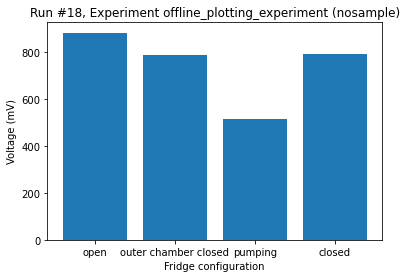 Run #18, Experiment offline_plotting_experiment (nosample)
800
600
400
200
0
Voltage (mV)
open outer chamber closed pumping closed
Fridge configuration